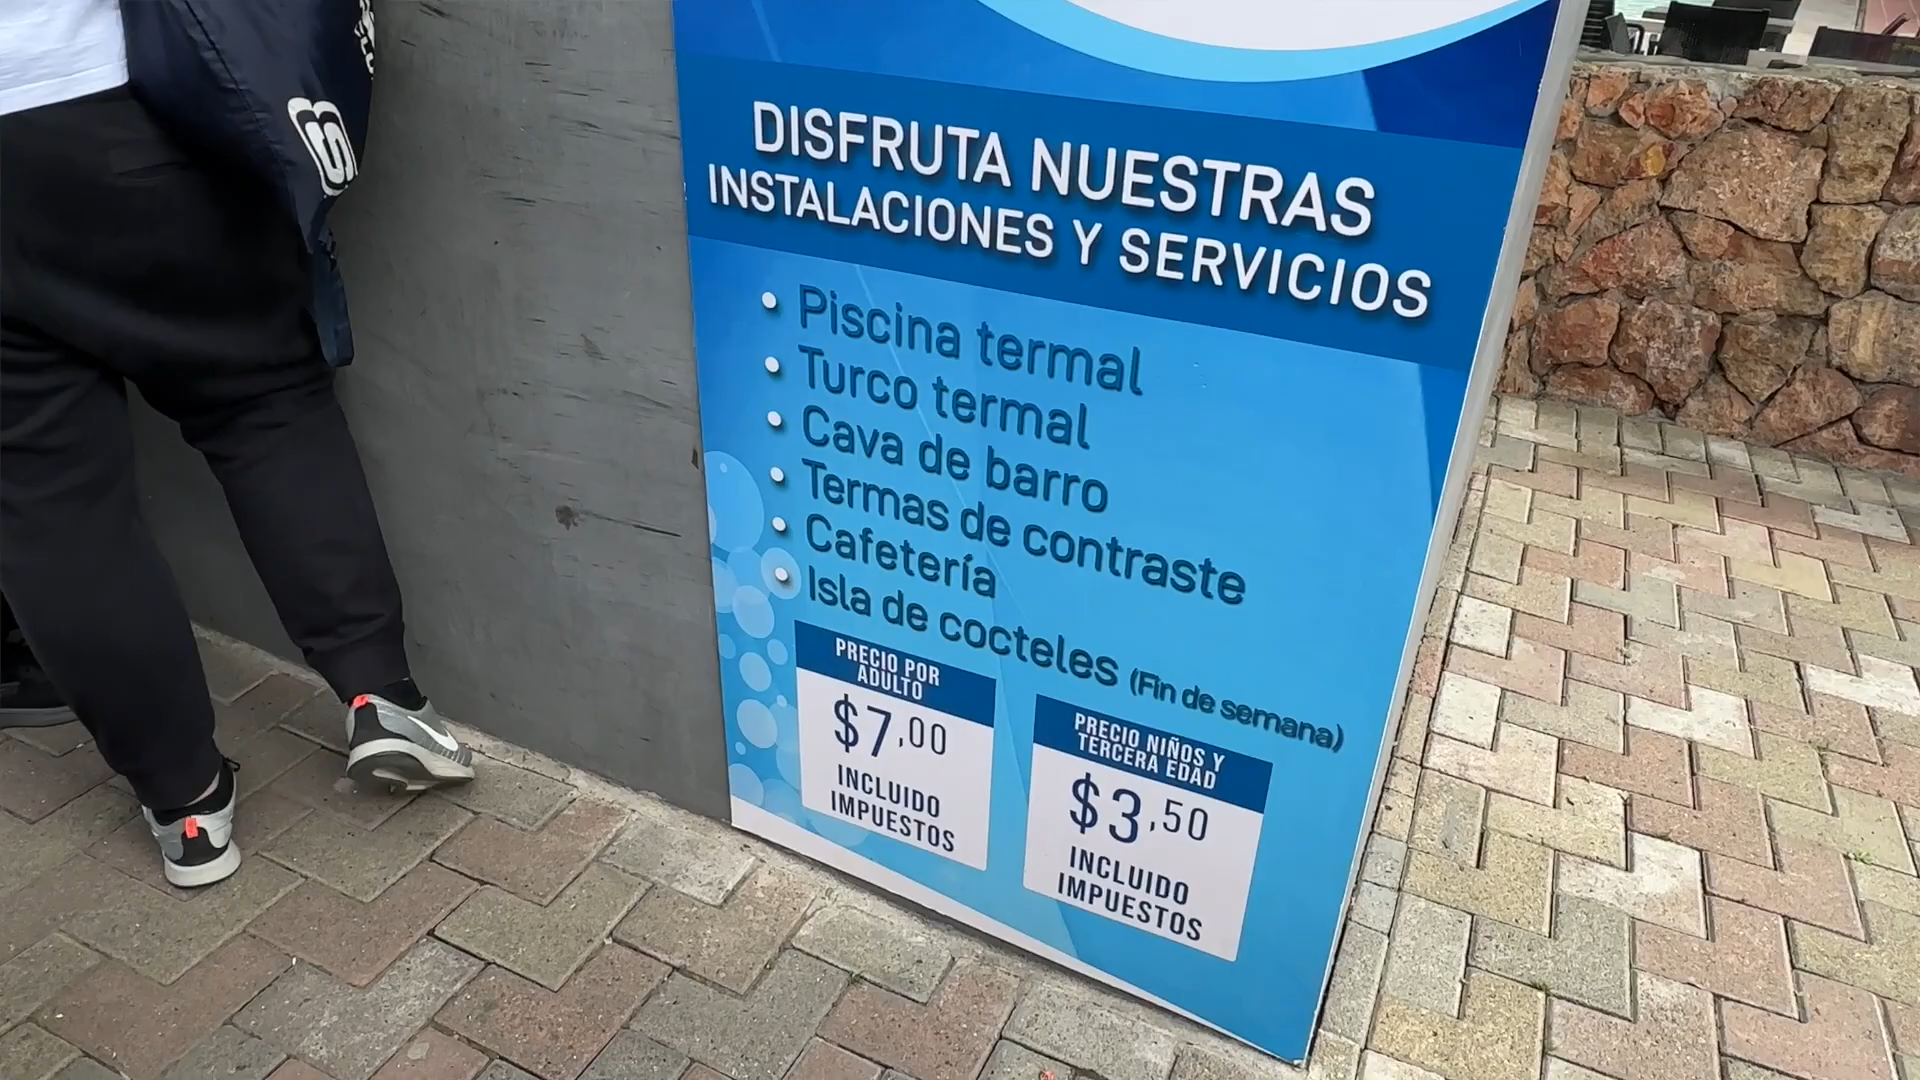 DISFRUTA NUESTRAS
INSTALACIONES Y SERVICIOS
• Piscina termal
• Turco termal
• Cava de barro
• Termas de contraste
• Cafetería
• Isla de cocteles (Fin de semana)
PRECIO POR
ADULTO
$7,00
INCLUIDO
IMPUESTOS
PRECIO NIÑOS Y
TERCERA EDAD
$3,50
INCLUIDO
IMPUESTOS